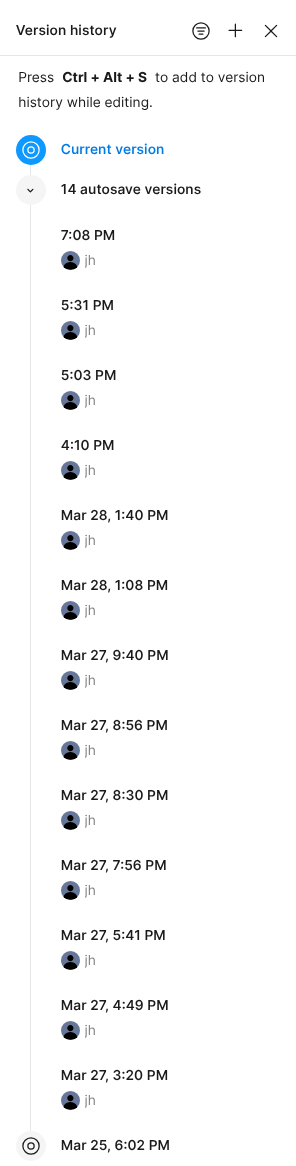 Version history
Press Ctrl + Alt + S to add to version
history while editing.
Current version
14 autosave versions
7:08 PM
jh
5:31 PM
jh
5:03 PM
jh
4:10 PM
jh
Mar 28, 1:40 PM
jh
Mar 28, 1:08 PM
jh
Mar 27, 9:40 PM
jh
Mar 27, 8:56 PM
jh
Mar 27, 8:30 PM
jh
Mar 27, 7:56 PM
jh
Mar 27, 5:41 PM
jh
Mar 27, 4:49 PM
jh
Mar 27, 3:20 PM
jh
Mar 25, 6:02 PM